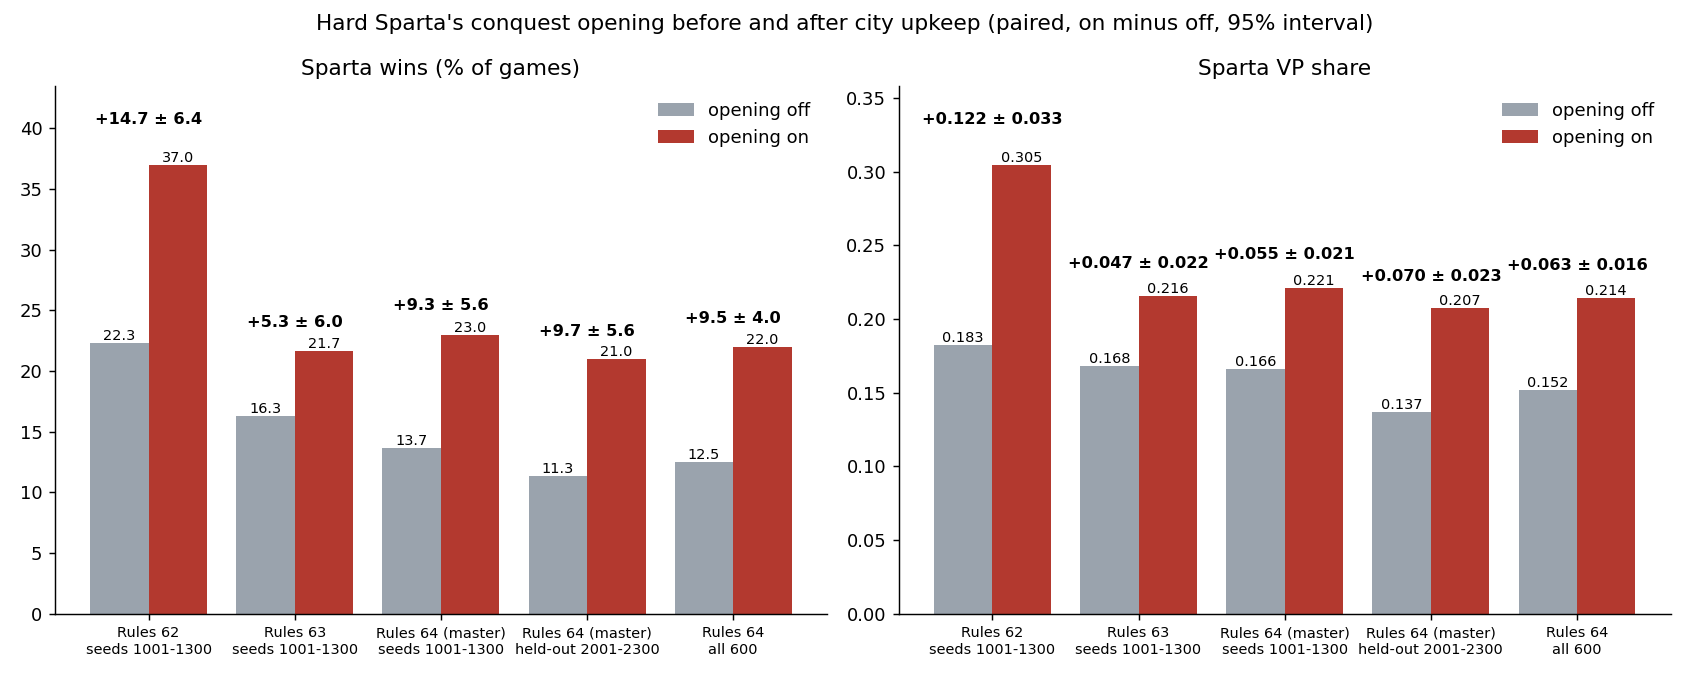 Hard Sparta's conquest opening before and after city upkeep (paired, on minus off, 95% interval)
Sparta wins (% of games)
opening off
opening on
+14.7 ± 6.4
+5.3 ± 6.0
+9.3 ± 5.6
+9.7 ± 5.6
+9.5 ± 4.0
22.3
37.0
16.3
21.7
13.7
23.0
11.3
21.0
12.5
22.0
40
35
30
25
20
15
10
5
0
Rules 62
seeds 1001-1300
Rules 63
seeds 1001-1300
Rules 64 (master)
seeds 1001-1300
Rules 64 (master)
held-out 2001-2300
Rules 64
all 600
Sparta VP share
opening off
opening on
+0.122 ± 0.033
+0.047 ± 0.022
+0.055 ± 0.021
+0.070 ± 0.023
+0.063 ± 0.016
0.183
0.305
0.168
0.216
0.166
0.221
0.137
0.207
0.152
0.214
0.35
0.30
0.25
0.20
0.15
0.10
0.05
0.00
Rules 62
seeds 1001-1300
Rules 63
seeds 1001-1300
Rules 64 (master)
seeds 1001-1300
Rules 64 (master)
held-out 2001-2300
Rules 64
all 600